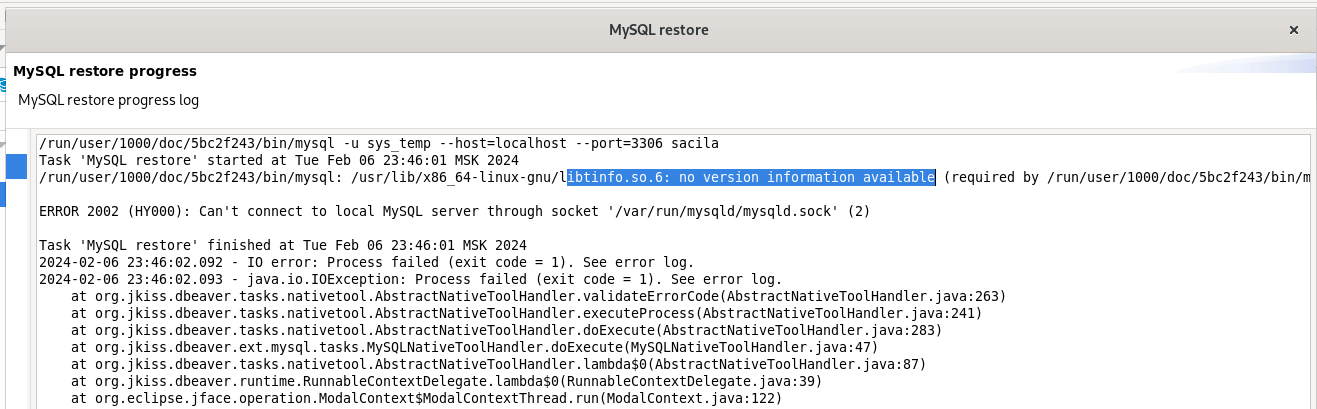 MySQL restore
×
MySQL restore progress
MySQL restore progress log
/run/user/1000/doc/5bc2f243/bin/mysql -u sys_temp --host=localhost --port=3306 sacila
Task 'MySQL restore' started at Tue Feb 06 23:46:01 MSK 2024
/run/user/1000/doc/5bc2f243/bin/mysql: /usr/lib/x86_64-linux-gnu/libtinfo.so.6: no version information available (required by /run/user/1000/doc/5bc2f243/bin/m
ERROR 2002 (HY000): Can't connect to local MySQL server through socket '/var/run/mysqld/mysqld.sock' (2)
Task 'MySQL restore' finished at Tue Feb 06 23:46:01 MSK 2024
2024-02-06 23:46:02.092 - IO error: Process failed (exit code = 1). See error log.
2024-02-06 23:46:02.093 - java.io.IOException: Process failed (exit code = 1). See error log.
at org.jkiss.dbeaver.tasks.nativetool.AbstractNativeToolHandler.validateErrorCode(AbstractNativeToolHandler.java:263)
at org.jkiss.dbeaver.tasks.nativetool.AbstractNativeToolHandler.executeProcess(AbstractNativeToolHandler.java:241)
at org.jkiss.dbeaver.tasks.nativetool.AbstractNativeToolHandler.doExecute(AbstractNativeToolHandler.java:283)
at org.jkiss.dbeaver.ext.mysql.tasks.MySQLNativeToolHandler.doExecute(MySQLNativeToolHandler.java:47)
at org.jkiss.dbeaver.tasks.nativetool.AbstractNativeToolHandler.lambda$0(AbstractNativeToolHandler.java:87)
at org.jkiss.dbeaver.runtime.RunnableContextDelegate.lambda$0(RunnableContextDelegate.java:39)
at org.eclipse.jface.operation.ModalContext$ModalContextThread.run(ModalContext.java:122)